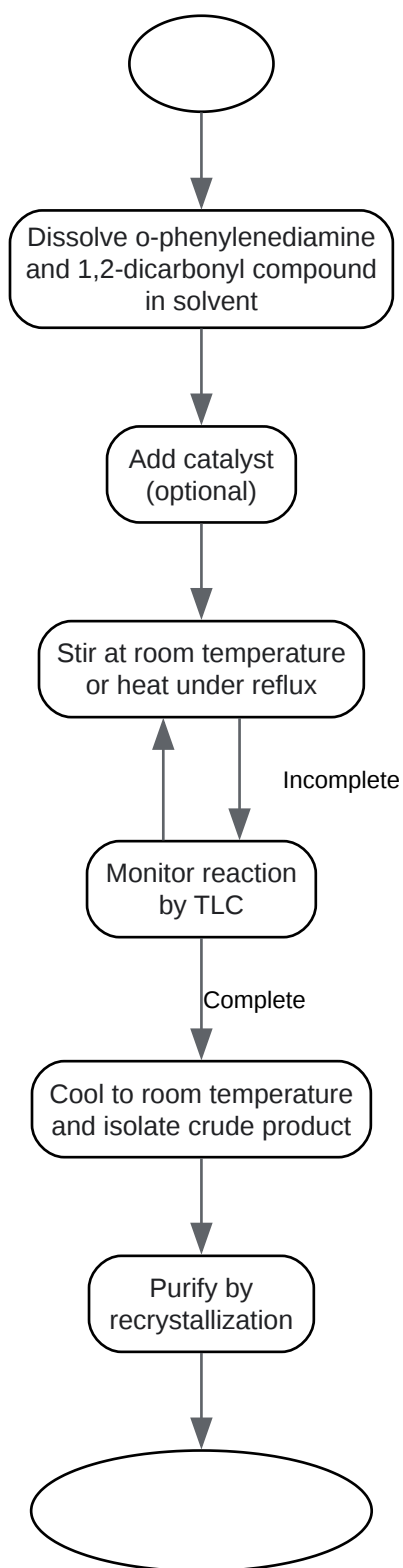 Dissolve o-phenylenediamine
and 1,2-dicarbonyl compound
in solvent
Add catalyst
(optional)
Stir at room temperature
or heat under reflux
Incomplete
Monitor reaction
by TLC
Complete
Cool to room temperature
and isolate crude product
Purify by
recrystallization